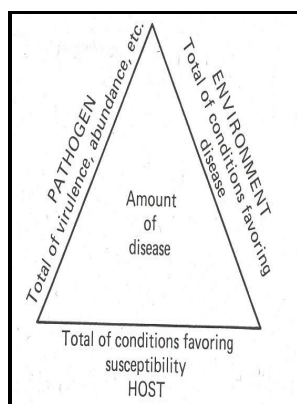 PATHOGEN
Total of virulence, abundance, etc.
ENVIRONMENT
Total of conditions favoring
disease
Amount
of
disease
Total of conditions favoring
susceptibility
HOST